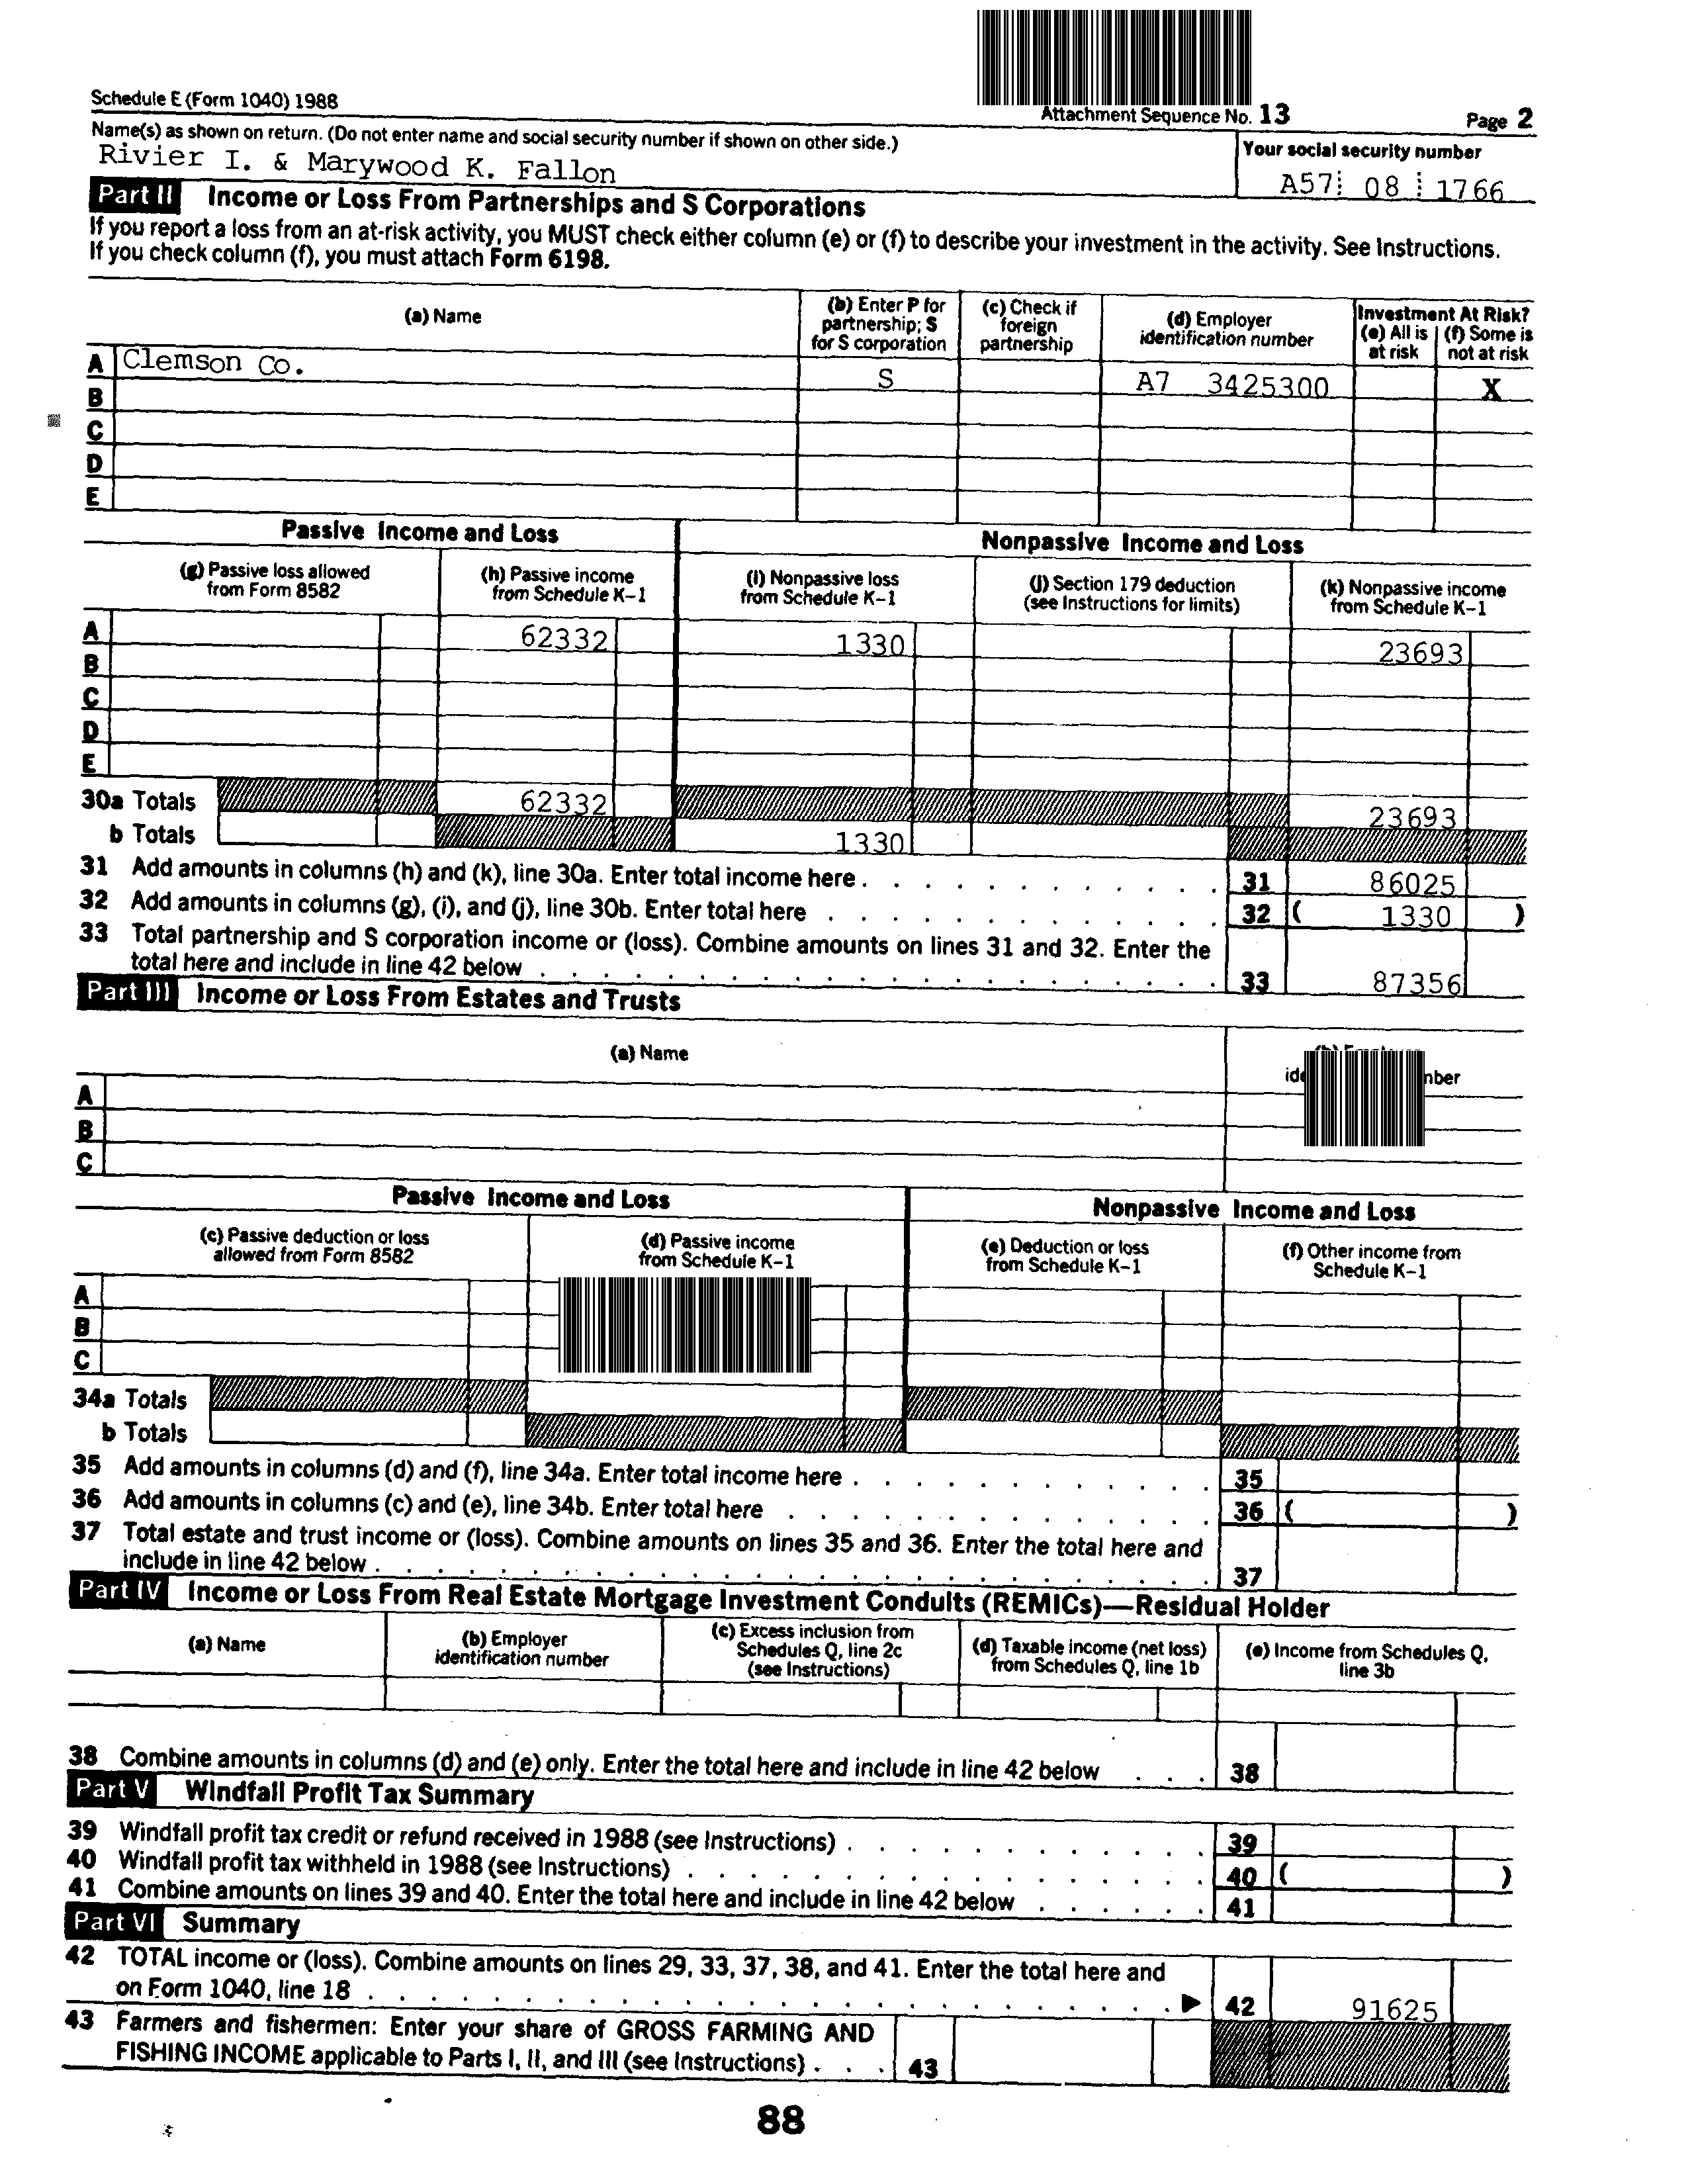 Schedule E (Form 1040) 1988
Attachment Sequence No. 13
Page 2
Name(s) as shown on return. (Do not enter name and social security number if shown on other side.)
Your social security number
Rivier I. & Marywood K. Fallon
A57 08 1766
Part II Income or Loss From Partnerships and S Corporations
If you report a loss from an at-risk activity, you MUST check either column (e) or (f) to describe your investment in the activity. See Instructions.
If you check column (f), you must attach Form 6198.
(a) Name
(b) Enter P for partnership; S for S corporation
(c) Check if foreign partnership
(d) Employer identification number
Investment At Risk?
(e) All is at risk
(f) Some is not at risk
A Clemson Co. S A7 3425300 X
B
C
D
E
Passive Income and Loss
Nonpassive Income and Loss
(g) Passive loss allowed from Form 8582
(h) Passive income from Schedule K-1
(i) Nonpassive loss from Schedule K-1
(j) Section 179 deduction (see Instructions for limits)
(k) Nonpassive income from Schedule K-1
A 62332 1330 23693
B
C
D
E
30a Totals 62332 23693
b Totals 1330
31 Add amounts in columns (h) and (k), line 30a. Enter total income here . 31 86025
32 Add amounts in columns (g), (i), and (j), line 30b. Enter total here 32 ( 1330 )
33 Total partnership and S corporation income or (loss). Combine amounts on lines 31 and 32. Enter the
total here and include in line 42 below 33 87356
Part III Income or Loss From Estates and Trusts
(a) Name
A
B
C
Passive Income and Loss
Nonpassive Income and Loss
(c) Passive deduction or loss allowed from Form 8582
(d) Passive income from Schedule K-1
(e) Deduction or loss from Schedule K-1
(f) Other income from Schedule K-1
A
B
C
34a Totals
b Totals
35 Add amounts in columns (d) and (f), line 34a. Enter total income here . 35
36 Add amounts in columns (c) and (e), line 34b. Enter total here 36 ( )
37 Total estate and trust income or (loss). Combine amounts on lines 35 and 36. Enter the total here and
include in line 42 below . 37
Part IV Income or Loss From Real Estate Mortgage Investment Conduits (REMICs)—Residual Holder
(a) Name
(b) Employer identification number
(c) Excess inclusion from Schedules Q, line 2c (see Instructions)
(d) Taxable income (net loss) from Schedules Q, line 1b
(e) Income from Schedules Q, line 3b
38 Combine amounts in columns (d) and (e) only. Enter the total here and include in line 42 below 38
Part V Windfall Profit Tax Summary
39 Windfall profit tax credit or refund received in 1988 (see Instructions) . 39
40 Windfall profit tax withheld in 1988 (see Instructions) 40 ( )
41 Combine amounts on lines 39 and 40. Enter the total here and include in line 42 below 41
Part VI Summary
42 TOTAL income or (loss). Combine amounts on lines 29, 33, 37, 38, and 41. Enter the total here and
on Form 1040, line 18 42 91625
43 Farmers and fishermen: Enter your share of GROSS FARMING AND
FISHING INCOME applicable to Parts I, II, and III (see Instructions) . 43
88